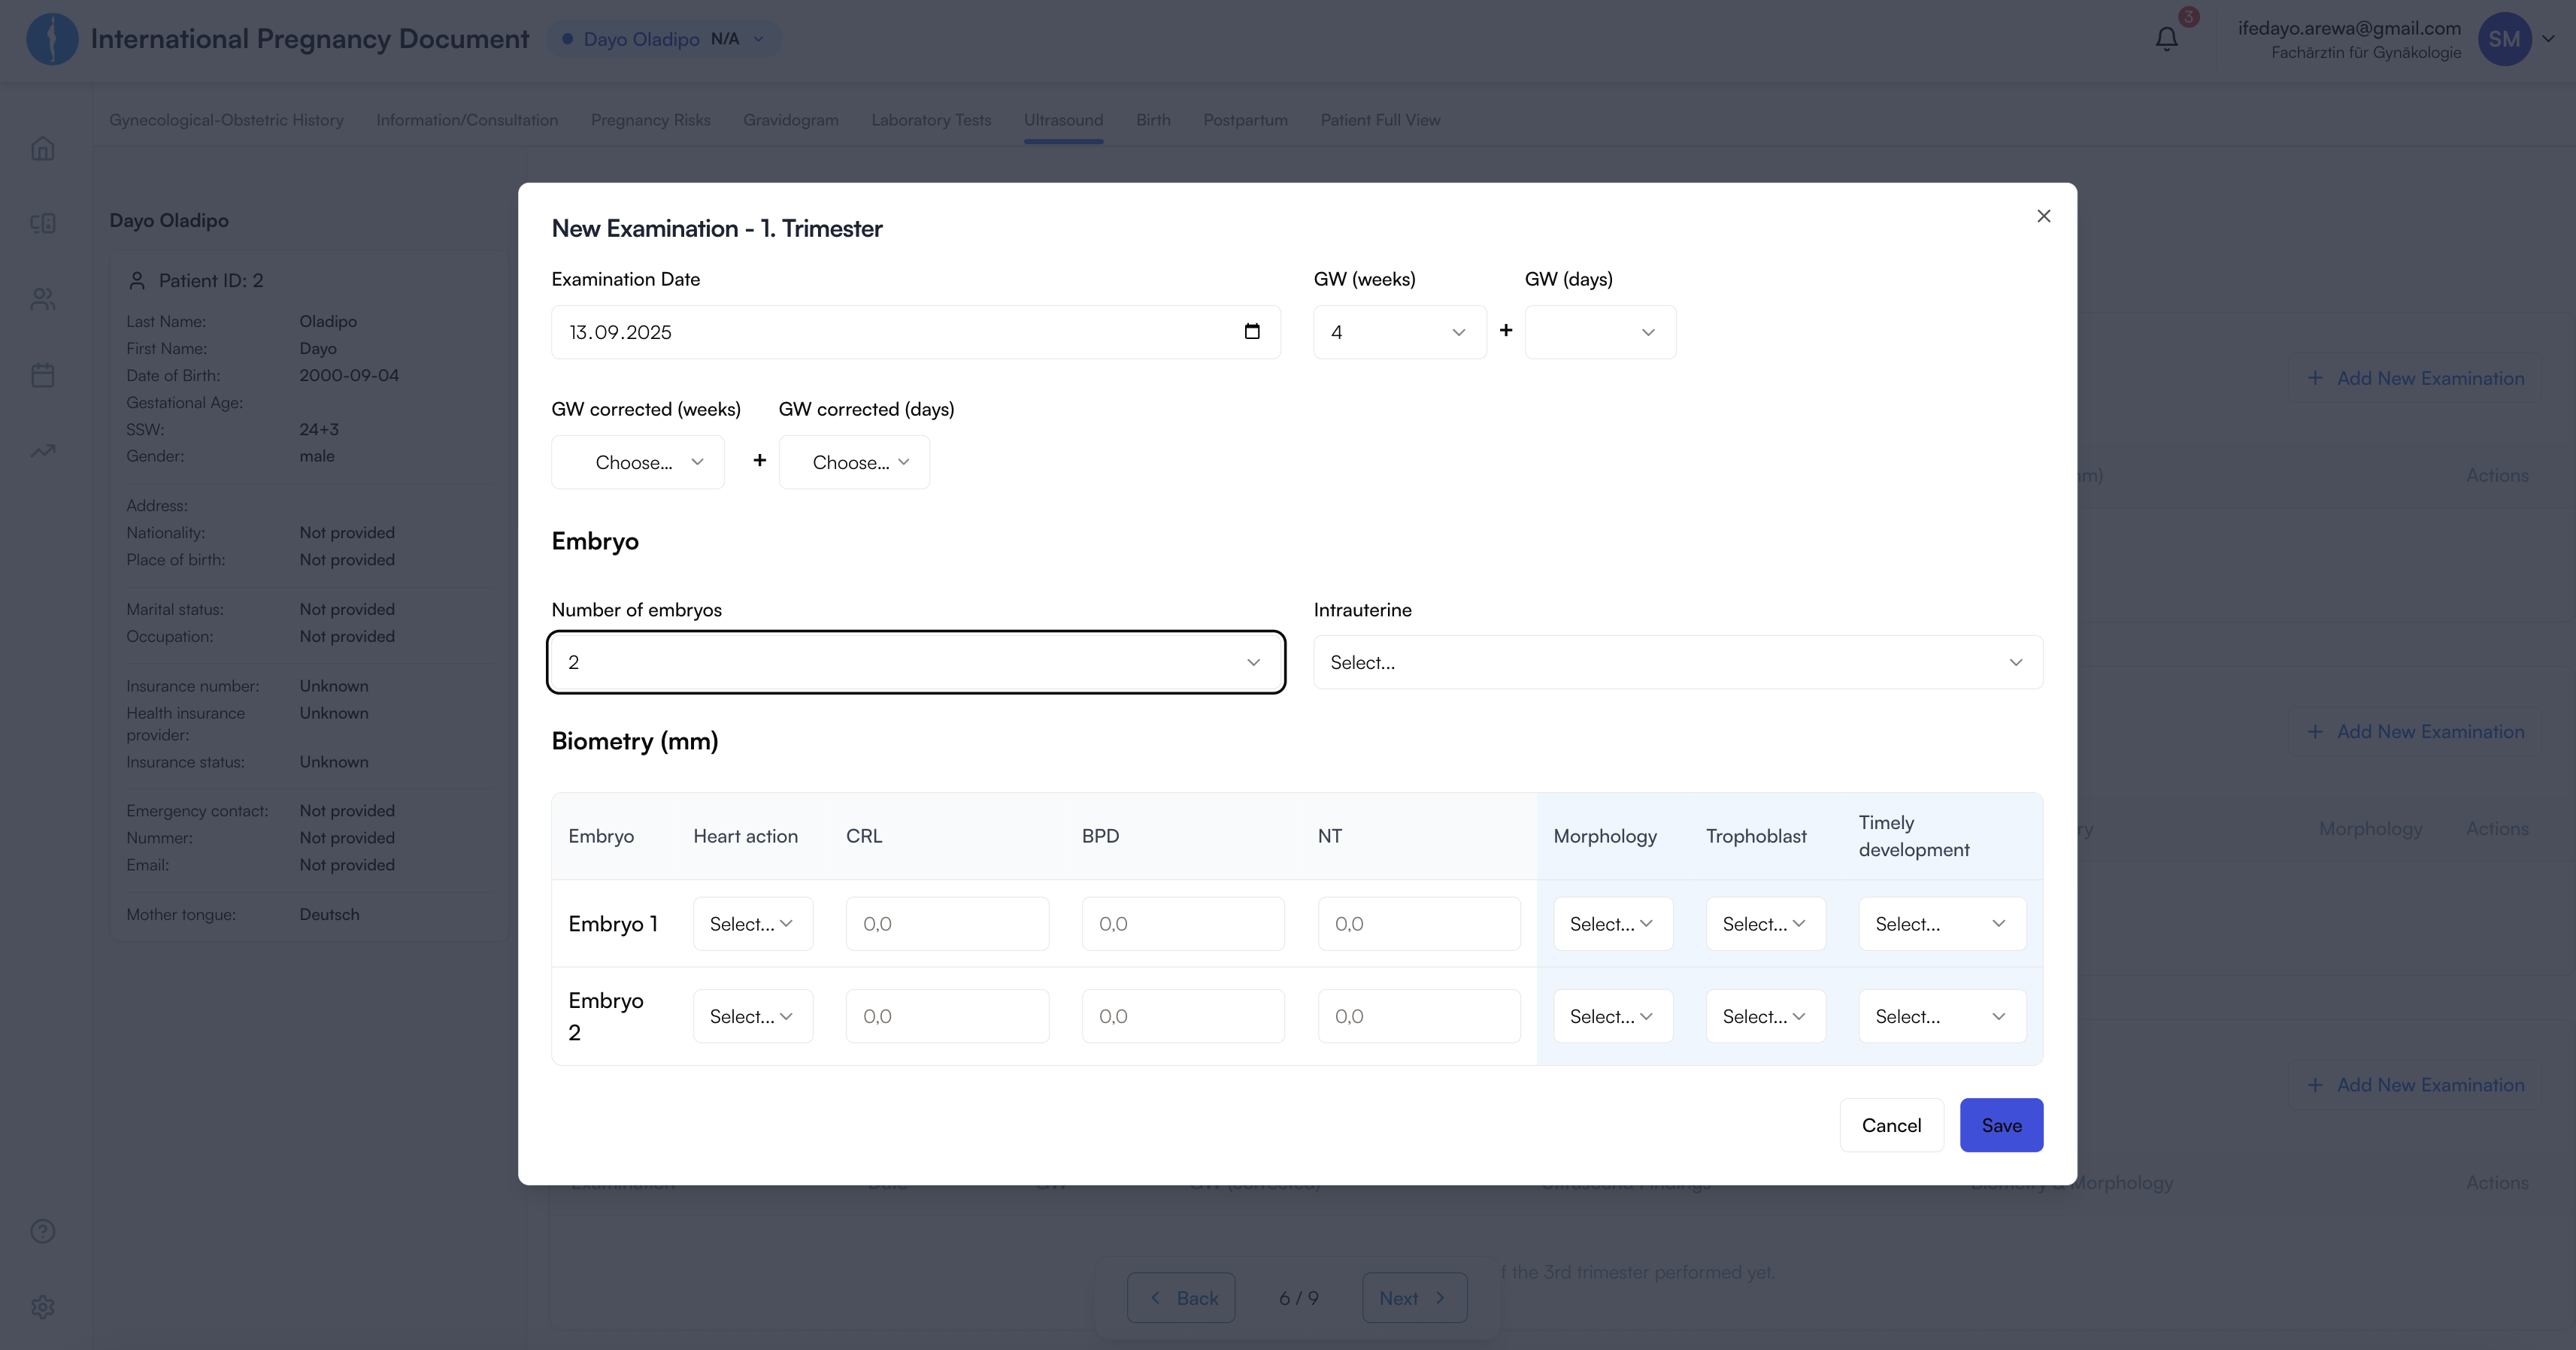 International Pregnancy Document
Dayo Oladipo N/A
3
ifedayo.arewa@gmail.com
Fachärztin für Gynäkologie
SM
Gynecological-Obstetric History
Information/Consultation
Pregnancy Risks
Gravidogram
Laboratory Tests
Ultrasound
Birth
Postpartum
Patient Full View
Dayo Oladipo
Patient ID: 2
Last Name: Oladipo
First Name: Dayo
Date of Birth: 2000-09-04
Gestational Age:
SSW: 24+3
Gender: male
Address:
Nationality: Not provided
Place of birth: Not provided
Marital status: Not provided
Occupation: Not provided
Insurance number: Unknown
Health insurance
provider: Unknown
Insurance status: Unknown
Emergency contact: Not provided
Nummer: Not provided
Email: Not provided
Mother tongue: Deutsch
New Examination - 1. Trimester
Examination Date
13.09.2025
GW (weeks)
4
+
GW (days)
GW corrected (weeks)
Choose...
+
GW corrected (days)
Choose...
Embryo
Number of embryos
2
Intrauterine
Select...
Biometry (mm)
Embryo Heart action CRL BPD NT Morphology Trophoblast Timely
development
Embryo 1 Select... 0,0 0,0 0,0 Select... Select... Select...
Embryo
2 Select... 0,0 0,0 0,0 Select... Select... Select...
Cancel
Save
+ Add New Examination
Actions
+ Add New Examination
Morphology
Actions
+ Add New Examination
Morphology
Actions
the 3rd trimester performed yet.
Back
6 / 9
Next